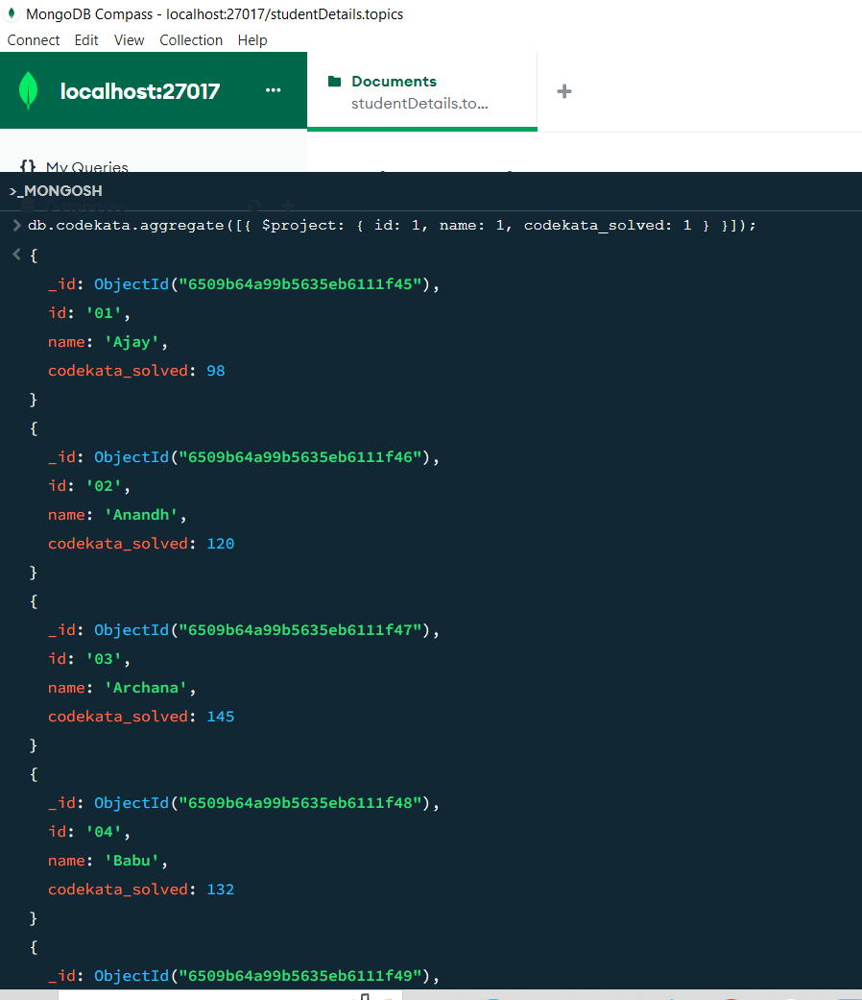 MongoDB Compass - localhost:27017/studentDetails.topics
Connect Edit View Collection Help
localhost:27017 ...
Documents
studentDetails.to...
{} My Queries
>_MONGOSH
> db.codekata.aggregate([{ $project: { id: 1, name: 1, codekata_solved: 1 } }]);
< {
_id: ObjectId("6509b64a99b5635eb6111f45"),
id: '01',
name: 'Ajay',
codekata_solved: 98
}
{
_id: ObjectId("6509b64a99b5635eb6111f46"),
id: '02',
name: 'Anandh',
codekata_solved: 120
}
{
_id: ObjectId("6509b64a99b5635eb6111f47"),
id: '03',
name: 'Archana',
codekata_solved: 145
}
{
_id: ObjectId("6509b64a99b5635eb6111f48"),
id: '04',
name: 'Babu',
codekata_solved: 132
}
{
_id: ObjectId("6509b64a99b5635eb6111f49"),